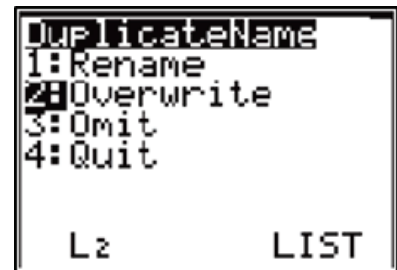 DuplicateName
1:Rename
2:Overwrite
3:Omit
4:Quit
L₂ LIST